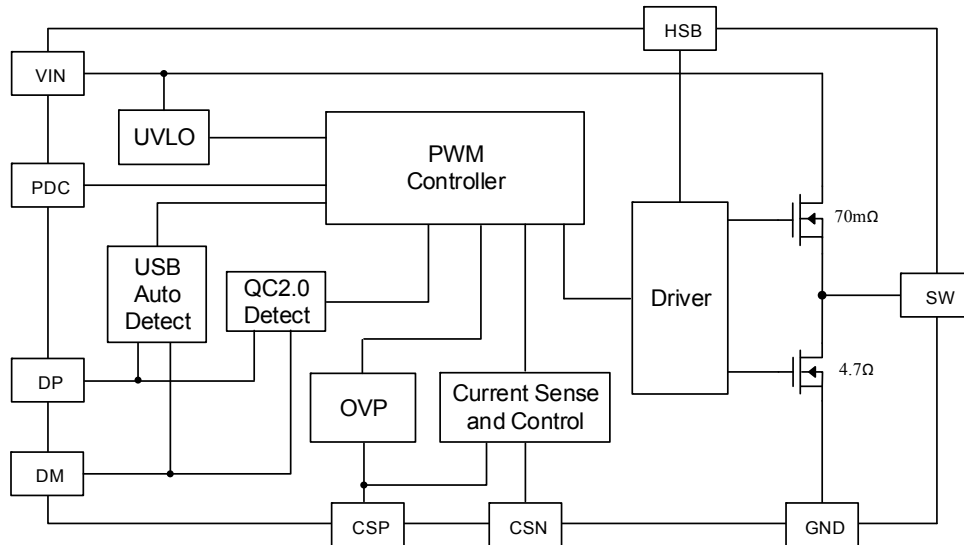 HSB
VIN
UVLO
PWM
Controller
PDC
70mΩ
USB
Auto
Detect
QC2.0
Detect
Driver
SW
DP
4.7Ω
OVP
Current Sense
and Control
DM
CSP
CSN
GND